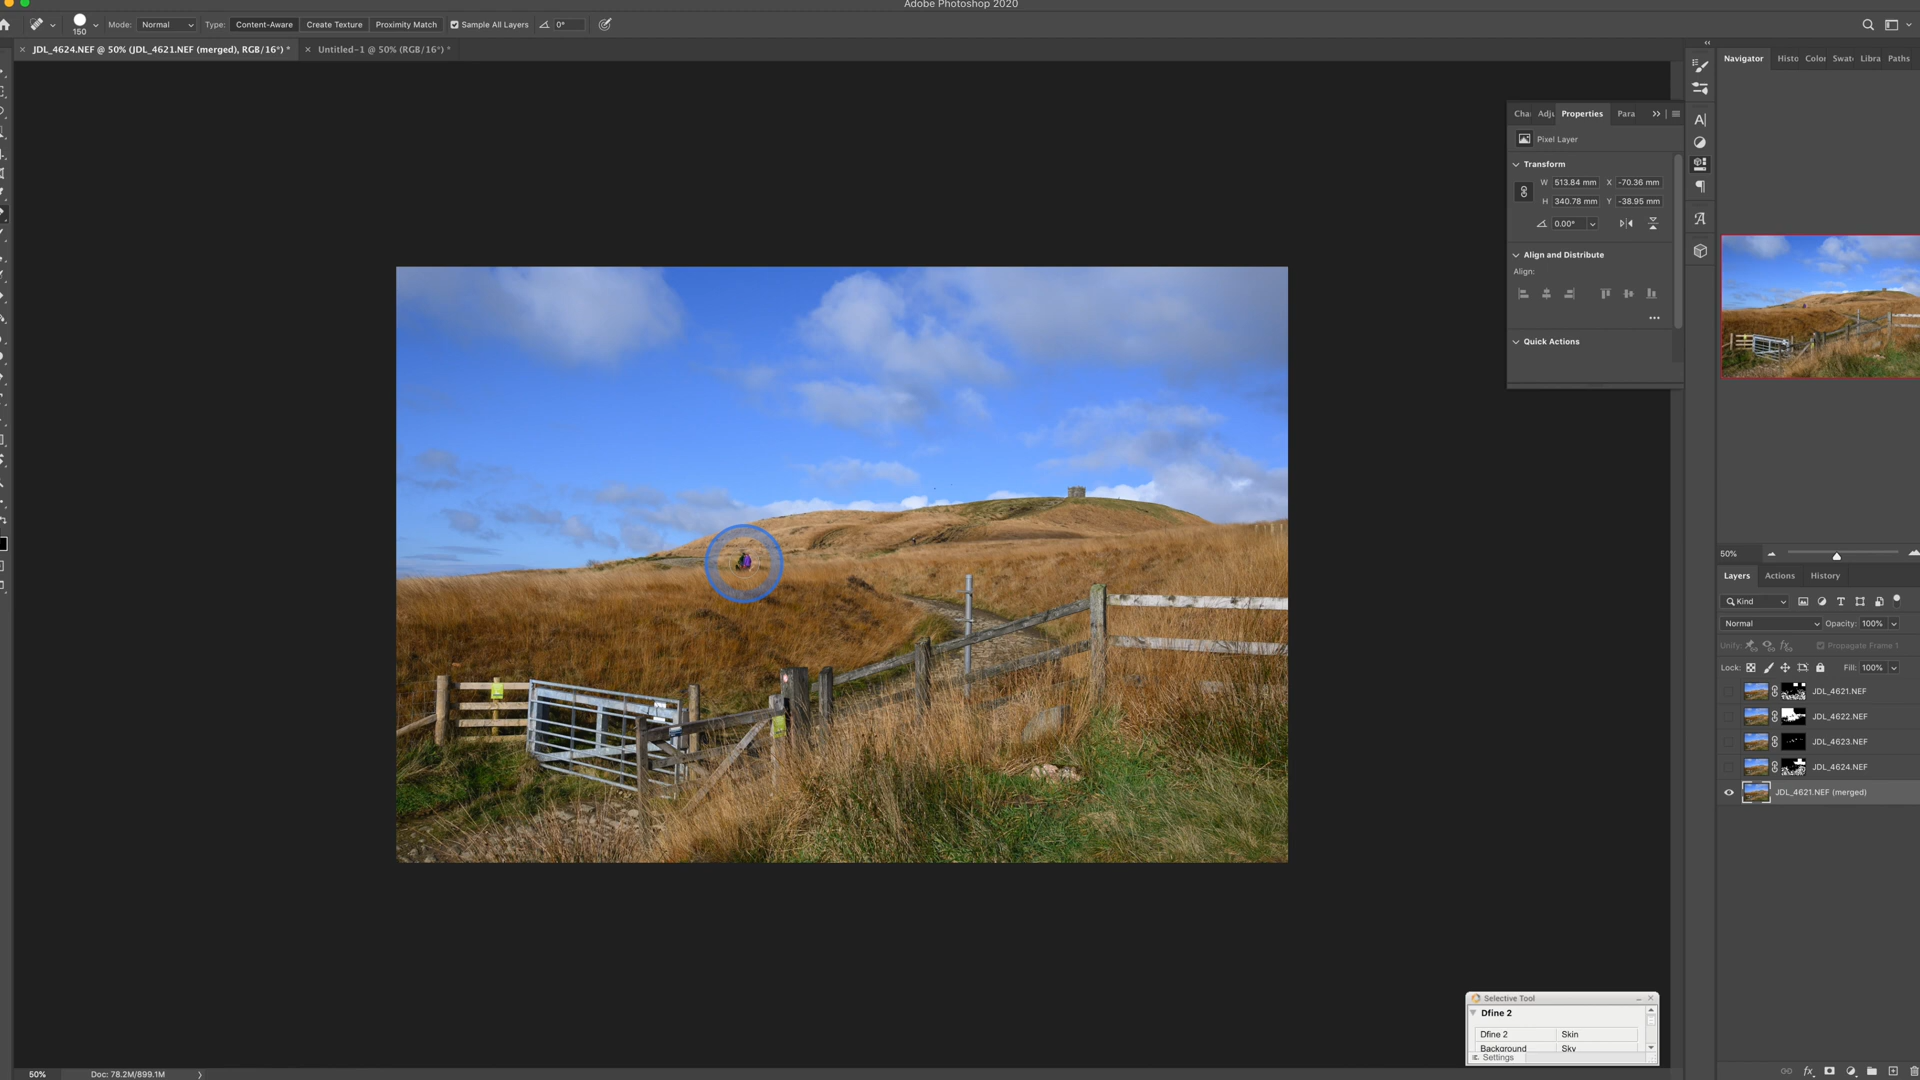 Adobe Photoshop 2020
150 Mode: Normal Type: Content-Aware Create Texture Proximity Match Sample All Layers 0°
JDL_4624.NEF @ 50% (JDL_4621.NEF (merged), RGB/16*) * Untitled-1 @ 50% (RGB/16*) *
Navigator Histo Color Swat Libra Paths
Cha Adju Properties Para
Pixel Layer
Transform
W 513.84 mm X -70.36 mm
H 340.78 mm Y -38.95 mm
0.00°
Align and Distribute
Align:
Quick Actions
50%
Layers Actions History
Kind
Normal Opacity: 100%
Unify: Propagate Frame 1
Lock: Fill: 100%
JDL_4621.NEF
JDL_4622.NEF
JDL_4623.NEF
JDL_4624.NEF
JDL_4621.NEF (merged)
Selective Tool
Dfine 2
Dfine 2 Skin
Background Sky
Settings
50% Doc: 78.2M/899.1M